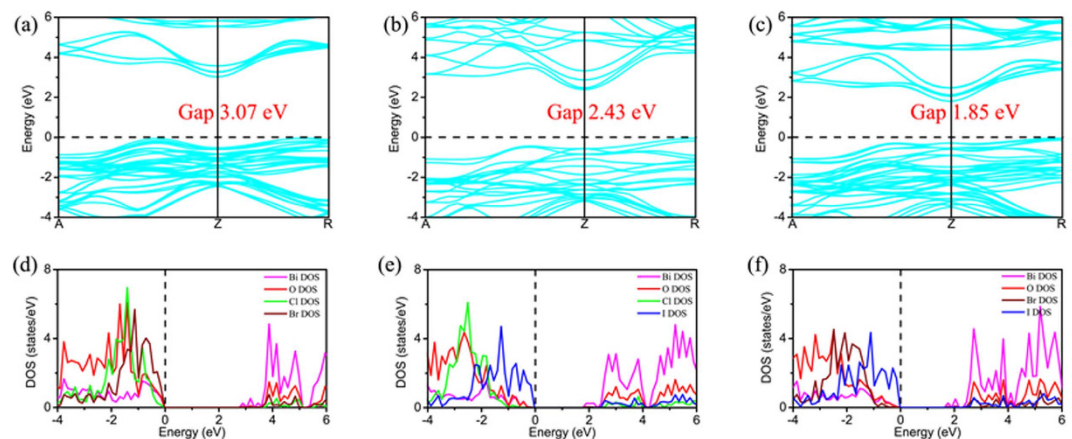 (a)
6
4
2
0
-2
-4
Energy (eV)
Gap 3.07 eV
A Z R
(b)
6
4
2
0
-2
-4
Energy (eV)
Gap 2.43 eV
A Z R
(c)
6
4
2
0
-2
-4
Energy (eV)
Gap 1.85 eV
A Z R
(d)
8
4
0
DOS (states/eV)
Bi DOS
O DOS
Cl DOS
Br DOS
-4 -2 0 2 4 6
Energy (eV)
(e)
8
4
0
DOS (states/eV)
Bi DOS
O DOS
Cl DOS
I DOS
-4 -2 0 2 4 6
Energy (eV)
(f)
8
4
0
DOS (states/eV)
Bi DOS
O DOS
Br DOS
I DOS
-4 -2 0 2 4 6
Energy (eV)